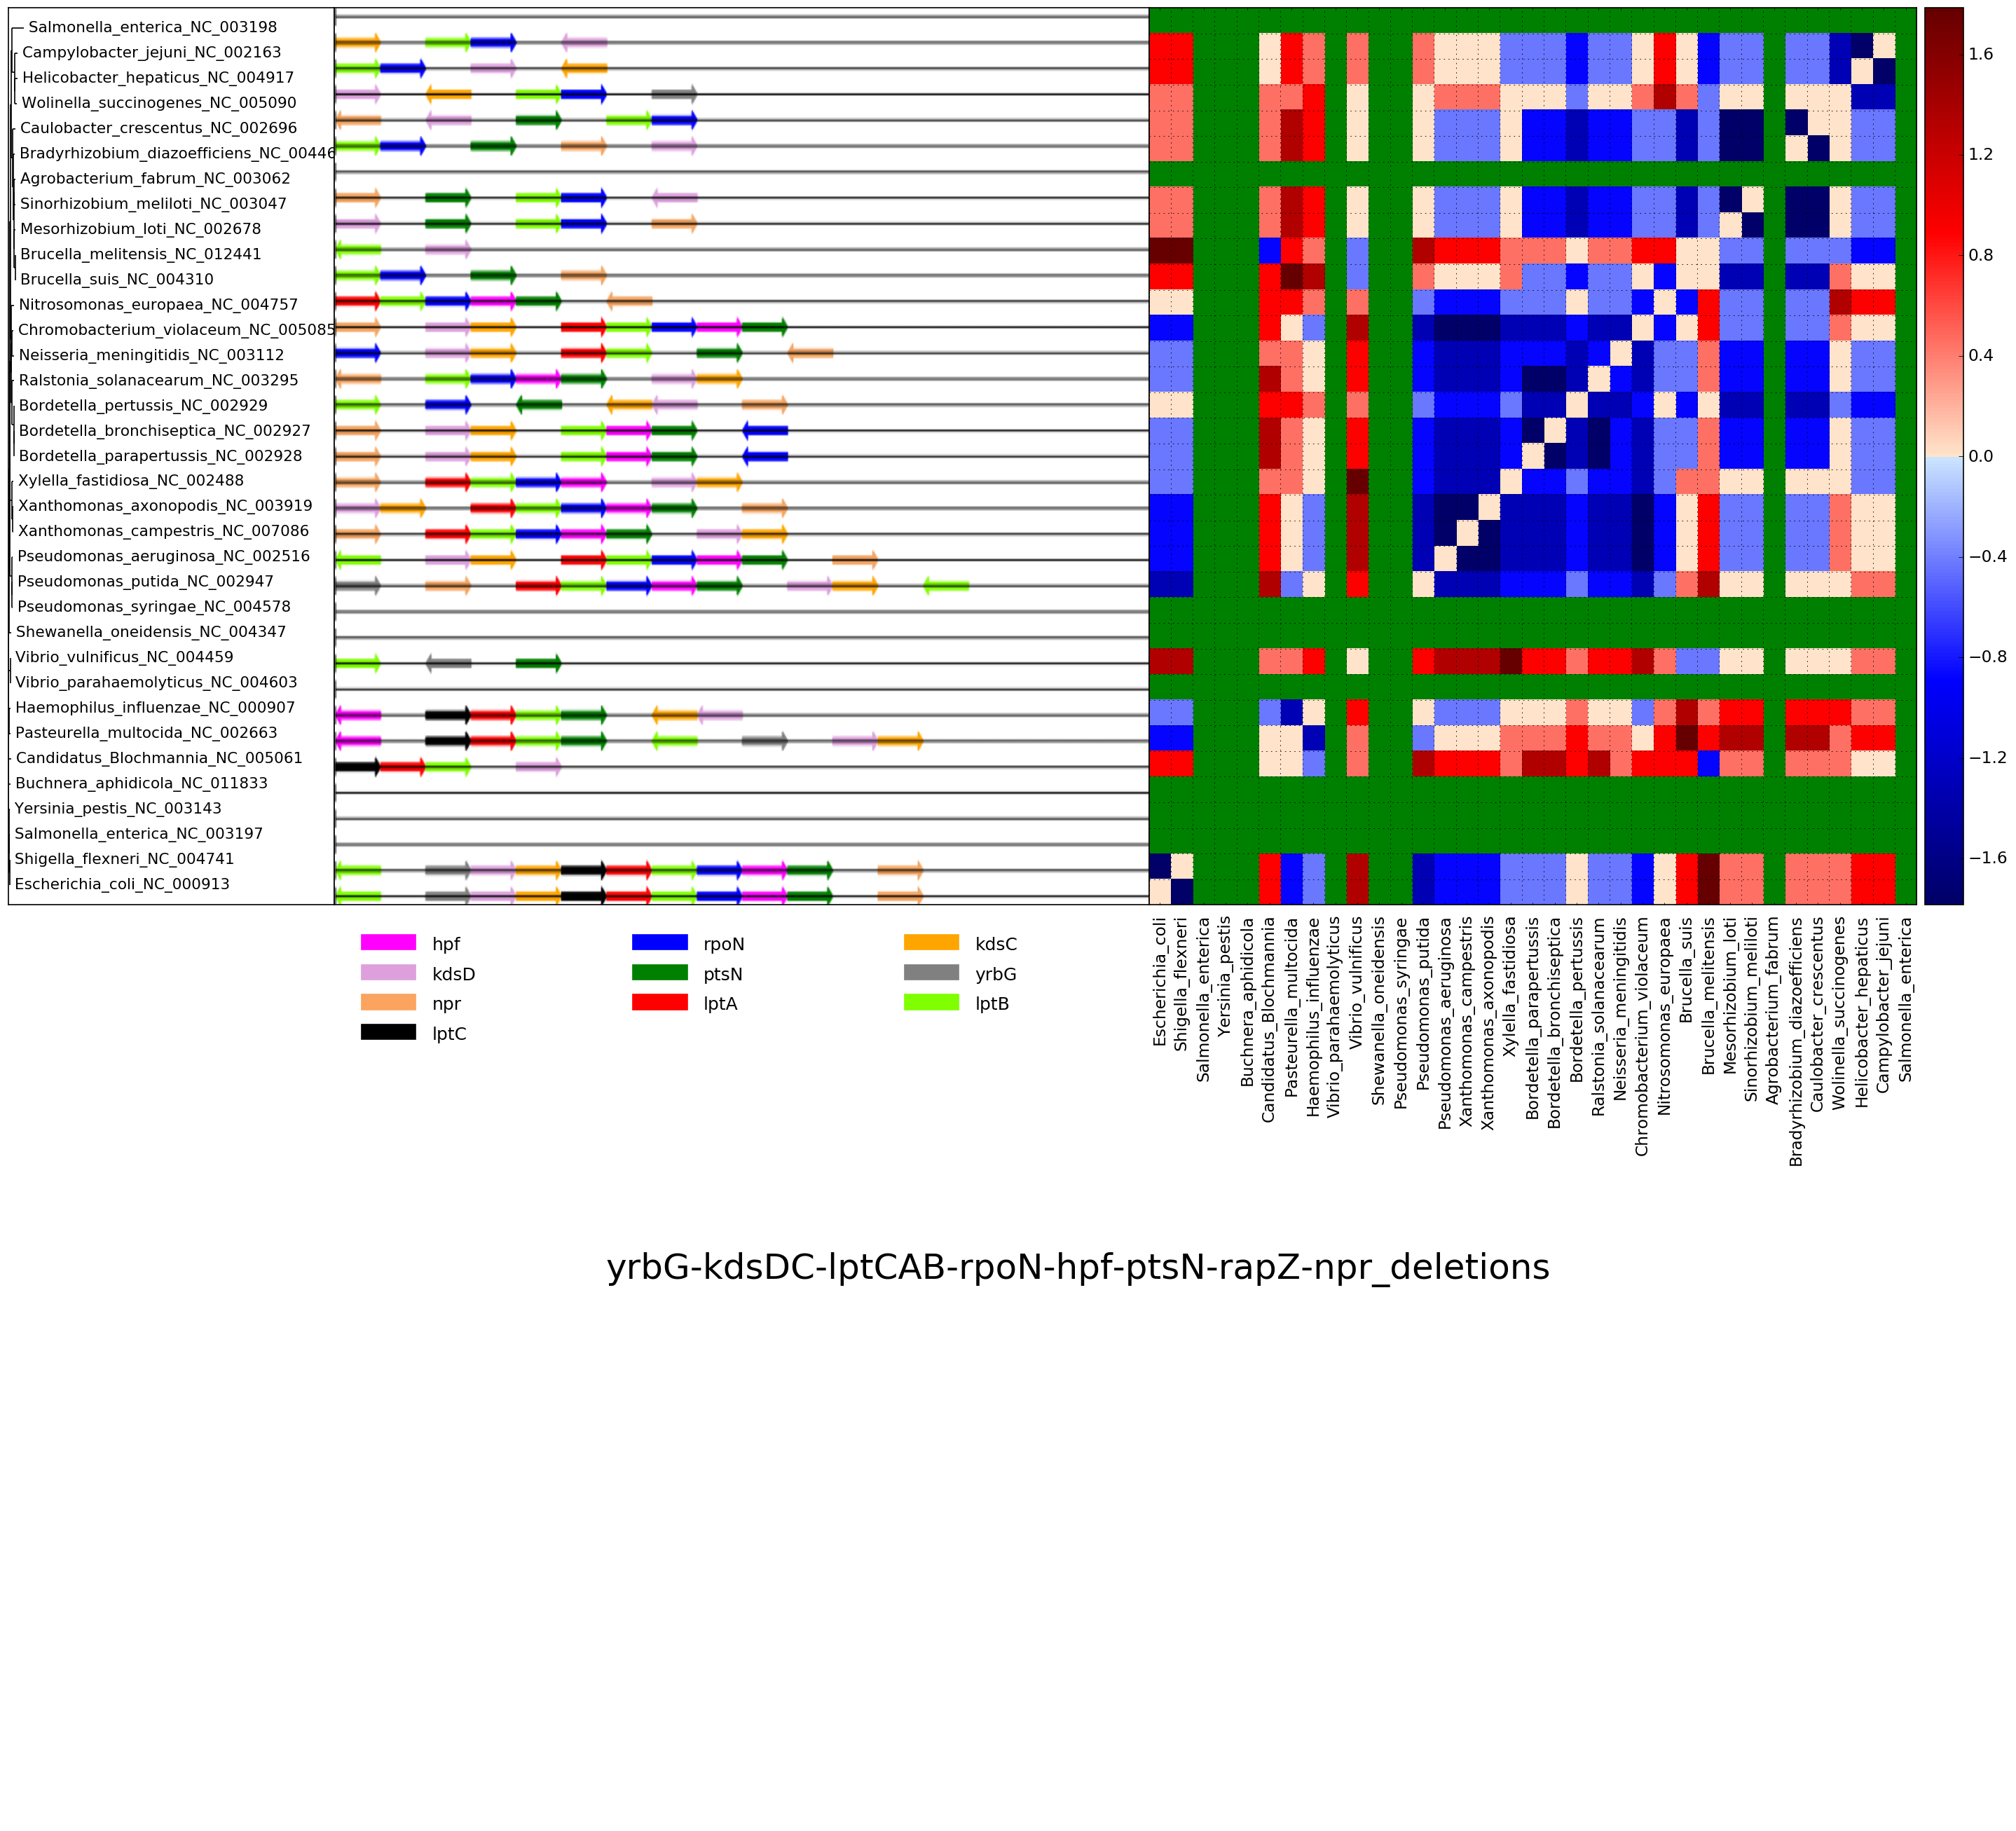 Salmonella_enterica_NC_003198
Campylobacter_jejuni_NC_002163
Helicobacter_hepaticus_NC_004917
Wolinella_succinogenes_NC_005090
Caulobacter_crescentus_NC_002696
Bradyrhizobium_diazoefficiens_NC_00446
Agrobacterium_fabrum_NC_003062
Sinorhizobium_meliloti_NC_003047
Mesorhizobium_loti_NC_002678
Brucella_melitensis_NC_012441
Brucella_suis_NC_004310
Nitrosomonas_europaea_NC_004757
Chromobacterium_violaceum_NC_005085
Neisseria_meningitidis_NC_003112
Ralstonia_solanacearum_NC_003295
Bordetella_pertussis_NC_002929
Bordetella_bronchiseptica_NC_002927
Bordetella_parapertussis_NC_002928
Xylella_fastidiosa_NC_002488
Xanthomonas_axonopodis_NC_003919
Xanthomonas_campestris_NC_007086
Pseudomonas_aeruginosa_NC_002516
Pseudomonas_putida_NC_002947
Pseudomonas_syringae_NC_004578
Shewanella_oneidensis_NC_004347
Vibrio_vulnificus_NC_004459
Vibrio_parahaemolyticus_NC_004603
Haemophilus_influenzae_NC_000907
Pasteurella_multocida_NC_002663
Candidatus_Blochmannia_NC_005061
Buchnera_aphidicola_NC_011833
Yersinia_pestis_NC_003143
Salmonella_enterica_NC_003197
Shigella_flexneri_NC_004741
Escherichia_coli_NC_000913
1.6
1.2
0.8
0.4
0.0
−0.4
−0.8
−1.2
−1.6
hpf
kdsD
npr
lptC
rpoN
ptsN
lptA
kdsC
yrbG
lptB
Escherichia_coli
Shigella_flexneri
Salmonella_enterica
Yersinia_pestis
Buchnera_aphidicola
Candidatus_Blochmannia
Pasteurella_multocida
Haemophilus_influenzae
Vibrio_parahaemolyticus
Vibrio_vulnificus
Shewanella_oneidensis
Pseudomonas_syringae
Pseudomonas_putida
Pseudomonas_aeruginosa
Xanthomonas_campestris
Xanthomonas_axonopodis
Xylella_fastidiosa
Bordetella_parapertussis
Bordetella_bronchiseptica
Bordetella_pertussis
Ralstonia_solanacearum
Neisseria_meningitidis
Chromobacterium_violaceum
Nitrosomonas_europaea
Brucella_suis
Brucella_melitensis
Mesorhizobium_loti
Sinorhizobium_meliloti
Agrobacterium_fabrum
Bradyrhizobium_diazoefficiens
Caulobacter_crescentus
Wolinella_succinogenes
Helicobacter_hepaticus
Campylobacter_jejuni
Salmonella_enterica
yrbG-kdsDC-lptCAB-rpoN-hpf-ptsN-rapZ-npr_deletions